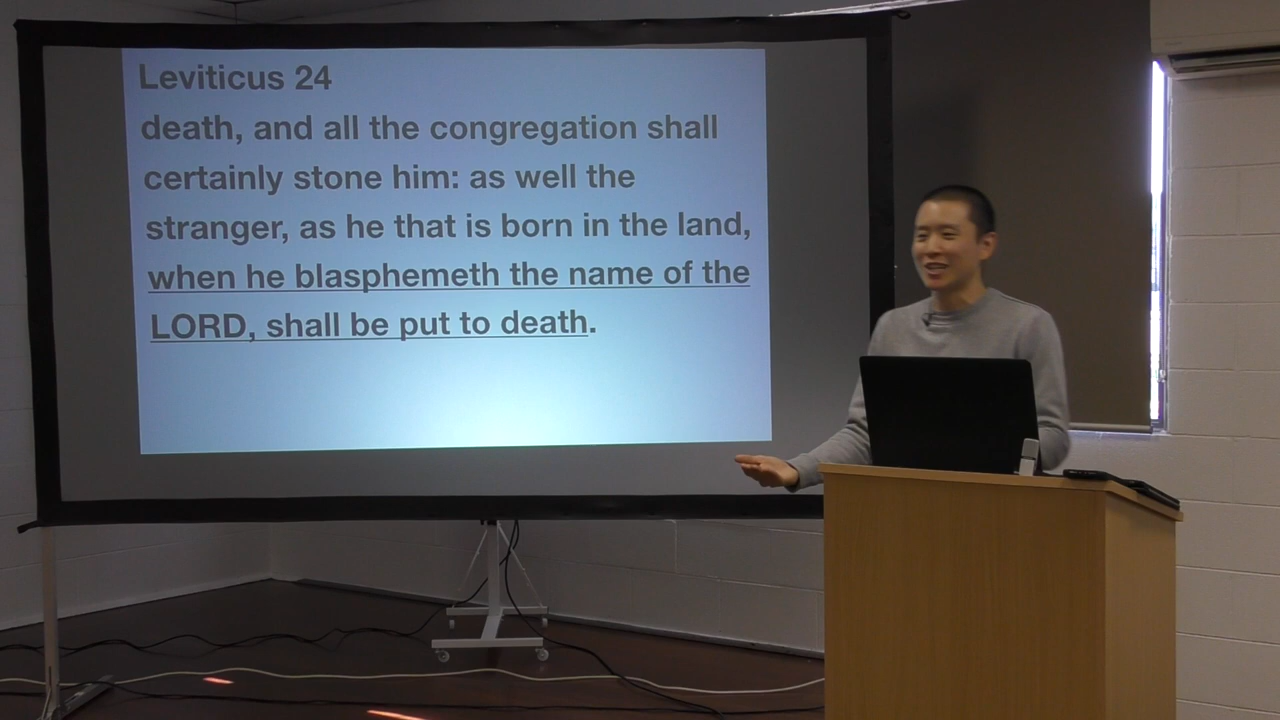 Leviticus 24
death, and all the congregation shall
certainly stone him: as well the
stranger, as he that is born in the land,
when he blasphemeth the name of the
LORD, shall be put to death.